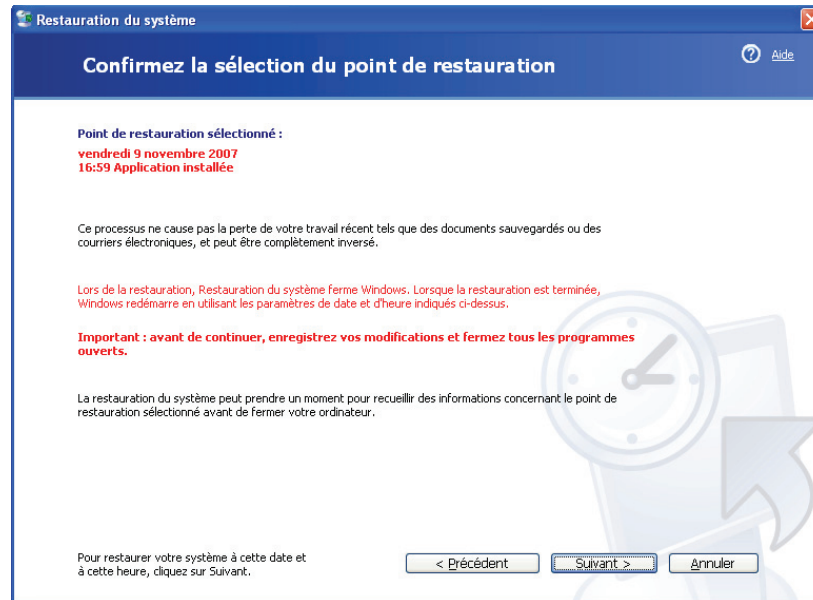 Restauration du système
Confirmez la sélection du point de restauration
Aide
Point de restauration sélectionné :
vendredi 9 novembre 2007
16:59 Application installée
Ce processus ne cause pas la perte de votre travail récent tels que des documents sauvegardés ou des
courriers électroniques, et peut être complètement inversé.
Lors de la restauration, Restauration du système ferme Windows. Lorsque la restauration est terminée,
Windows redémarre en utilisant les paramètres de date et d'heure indiqués ci-dessus.
Important : avant de continuer, enregistrez vos modifications et fermez tous les programmes
ouverts.
La restauration du système peut prendre un moment pour recueillir des informations concernant le point de
restauration sélectionné avant de fermer votre ordinateur.
Pour restaurer votre système à cette date et
à cette heure, cliquez sur Suivant.
< Précédent
Suivant >
Annuler